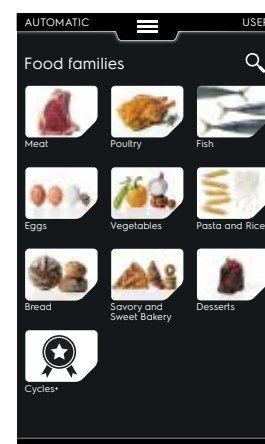 AUTOMATIC USER
Food families
Meat Poultry Fish
Eggs Vegetables Pasta and Rice
Bread Savory and Sweet Bakery Desserts
Cycles+